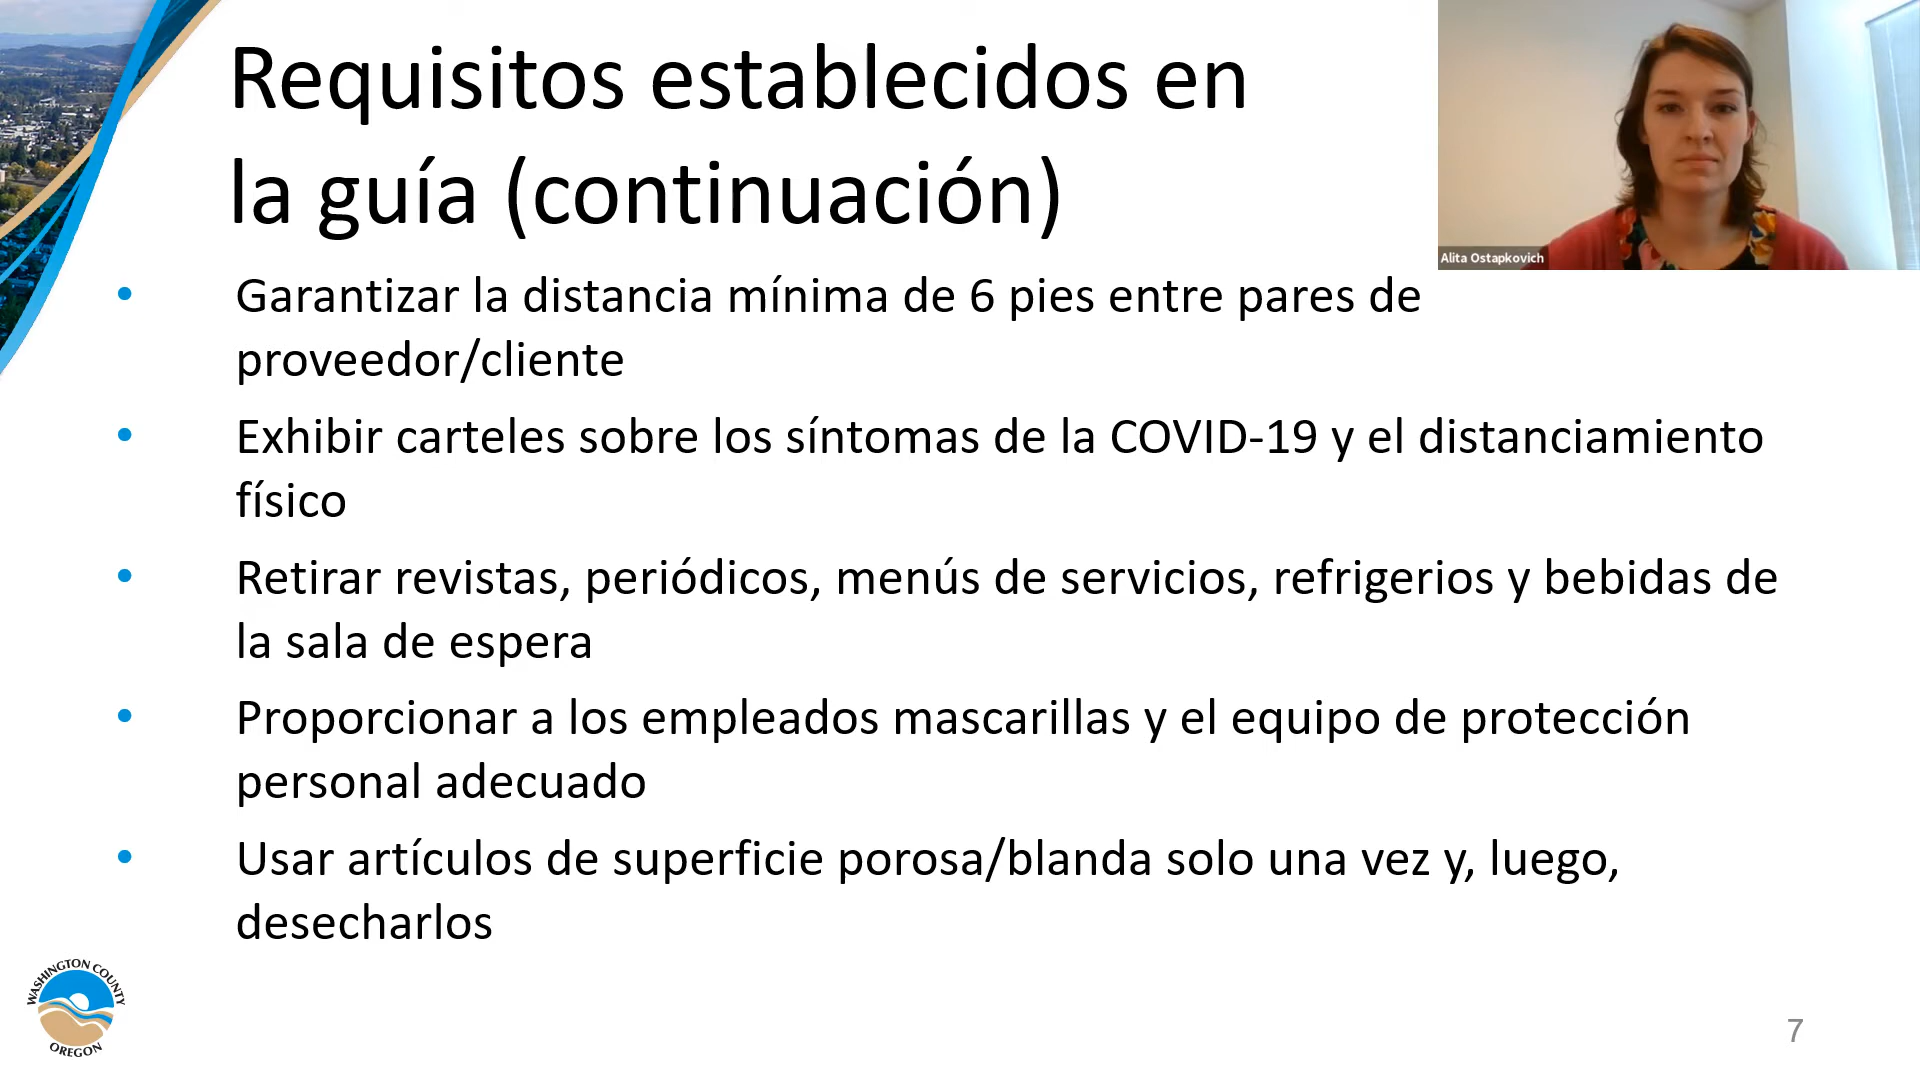 Requisitos establecidos en
la guía (continuación)
Alita Ostapkovich
• Garantizar la distancia mínima de 6 pies entre pares de
proveedor/cliente
• Exhibir carteles sobre los síntomas de la COVID-19 y el distanciamiento
físico
• Retirar revistas, periódicos, menús de servicios, refrigerios y bebidas de
la sala de espera
• Proporcionar a los empleados mascarillas y el equipo de protección
personal adecuado
• Usar artículos de superficie porosa/blanda solo una vez y, luego,
desecharlos
WASHINGTON COUNTY
OREGON
7